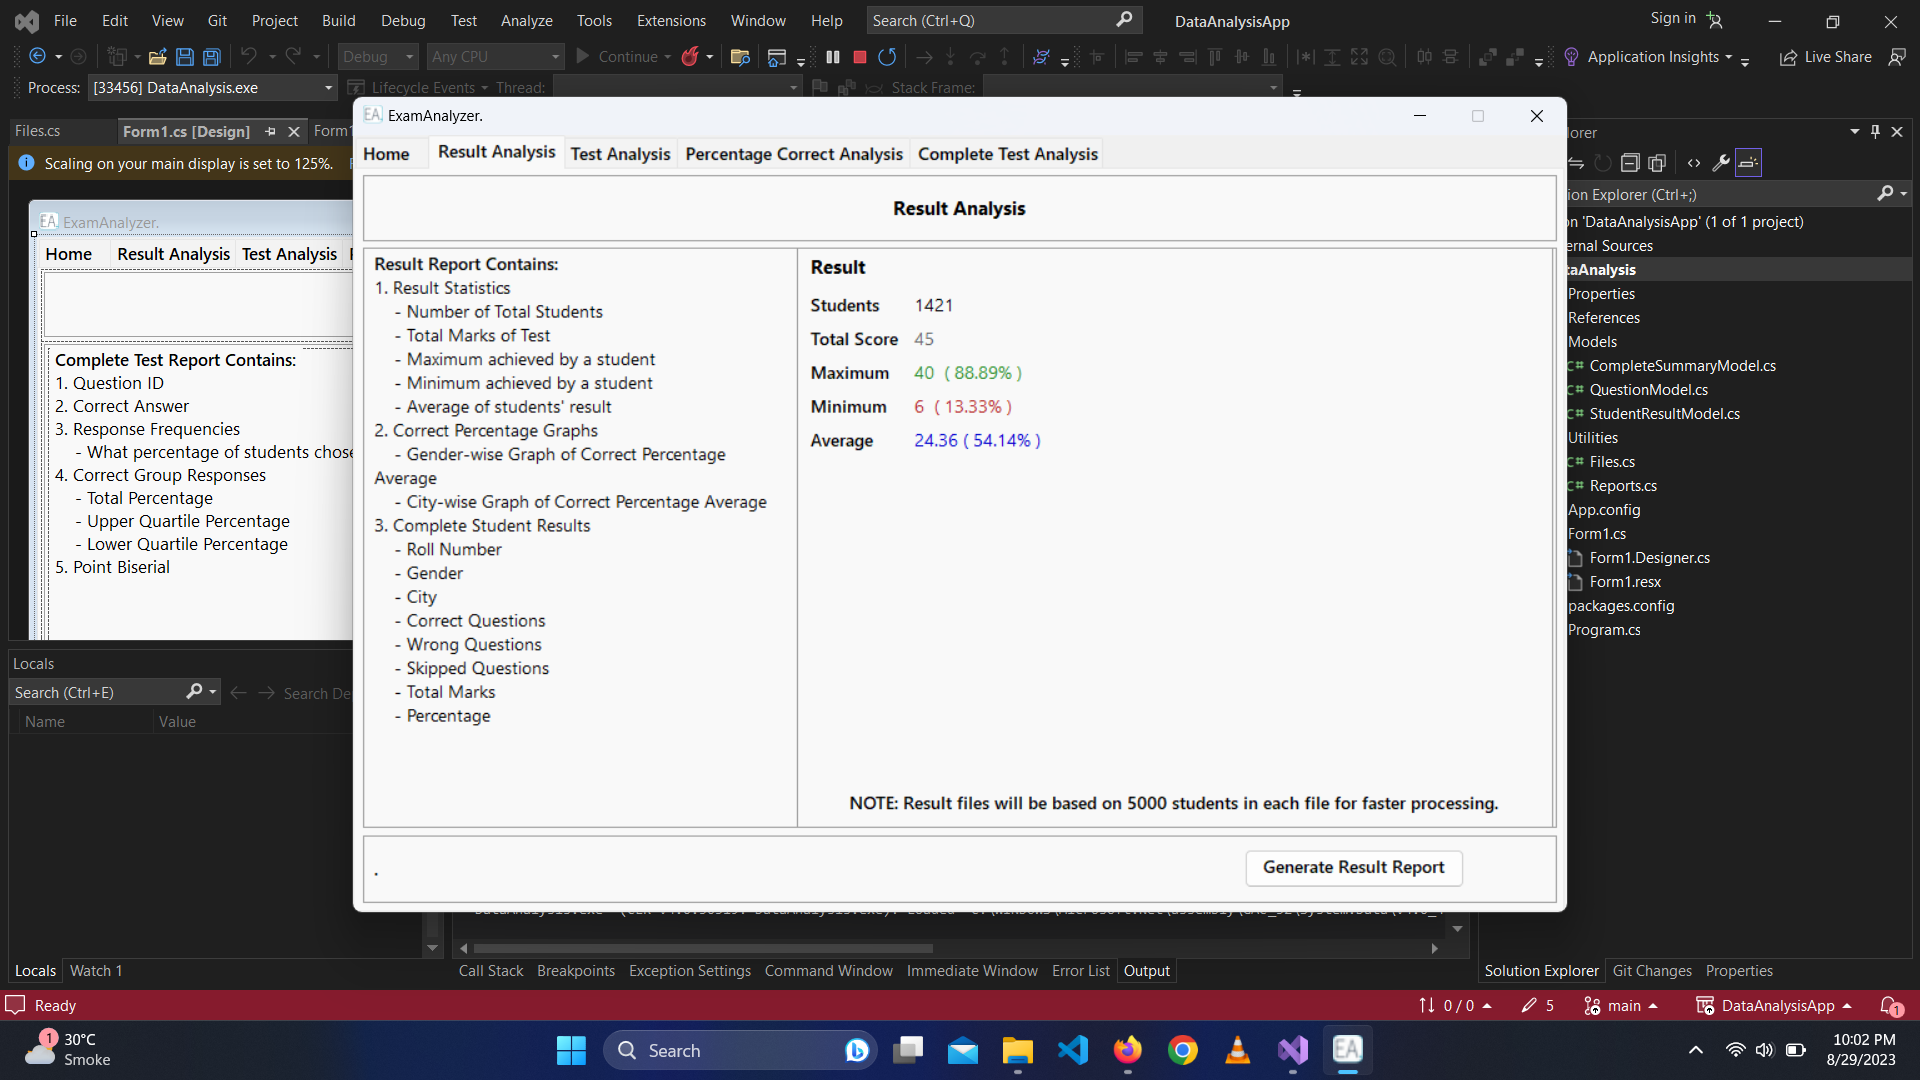 File Edit View Git Project Build Debug Test Analyze Tools Extensions Window Help Search (Ctrl+Q) DataAnalysisApp Sign in
Debug Any CPU Continue Application Insights Live Share
Process: [33456] DataAnalysis.exe Lifecycle Events Thread: Stack Frame:
Files.cs Form1.cs [Design] Form1
Scaling on your main display is set to 125%.
EA ExamAnalyzer.
Home Result Analysis Test Analysis
Complete Test Report Contains:
1. Question ID
2. Correct Answer
3. Response Frequencies
- What percentage of students chose
4. Correct Group Responses
- Total Percentage
- Upper Quartile Percentage
- Lower Quartile Percentage
5. Point Biserial
EA ExamAnalyzer.
Home Result Analysis Test Analysis Percentage Correct Analysis Complete Test Analysis
Result Analysis
Result Report Contains:
1. Result Statistics
- Number of Total Students
- Total Marks of Test
- Maximum achieved by a student
- Minimum achieved by a student
- Average of students' result
2. Correct Percentage Graphs
- Gender-wise Graph of Correct Percentage
Average
- City-wise Graph of Correct Percentage Average
3. Complete Student Results
- Roll Number
- Gender
- City
- Correct Questions
- Wrong Questions
- Skipped Questions
- Total Marks
- Percentage
Result
Students 1421
Total Score 45
Maximum 40 ( 88.89% )
Minimum 6 ( 13.33% )
Average 24.36 ( 54.14% )
NOTE: Result files will be based on 5000 students in each file for faster processing.
.
Generate Result Report
lorer
ion Explorer (Ctrl+;)
on 'DataAnalysisApp' (1 of 1 project)
ernal Sources
taAnalysis
Properties
References
Models
C# CompleteSummaryModel.cs
C# QuestionModel.cs
C# StudentResultModel.cs
Utilities
C# Files.cs
C# Reports.cs
App.config
Form1.cs
Form1.Designer.cs
Form1.resx
packages.config
Program.cs
Locals
Search (Ctrl+E) Search De
Name Value
Locals Watch 1
Call Stack Breakpoints Exception Settings Command Window Immediate Window Error List Output
Solution Explorer Git Changes Properties
Ready 0 / 0 5 main DataAnalysisApp 1
1 30°C
Smoke
Search
EA
10:02 PM
8/29/2023